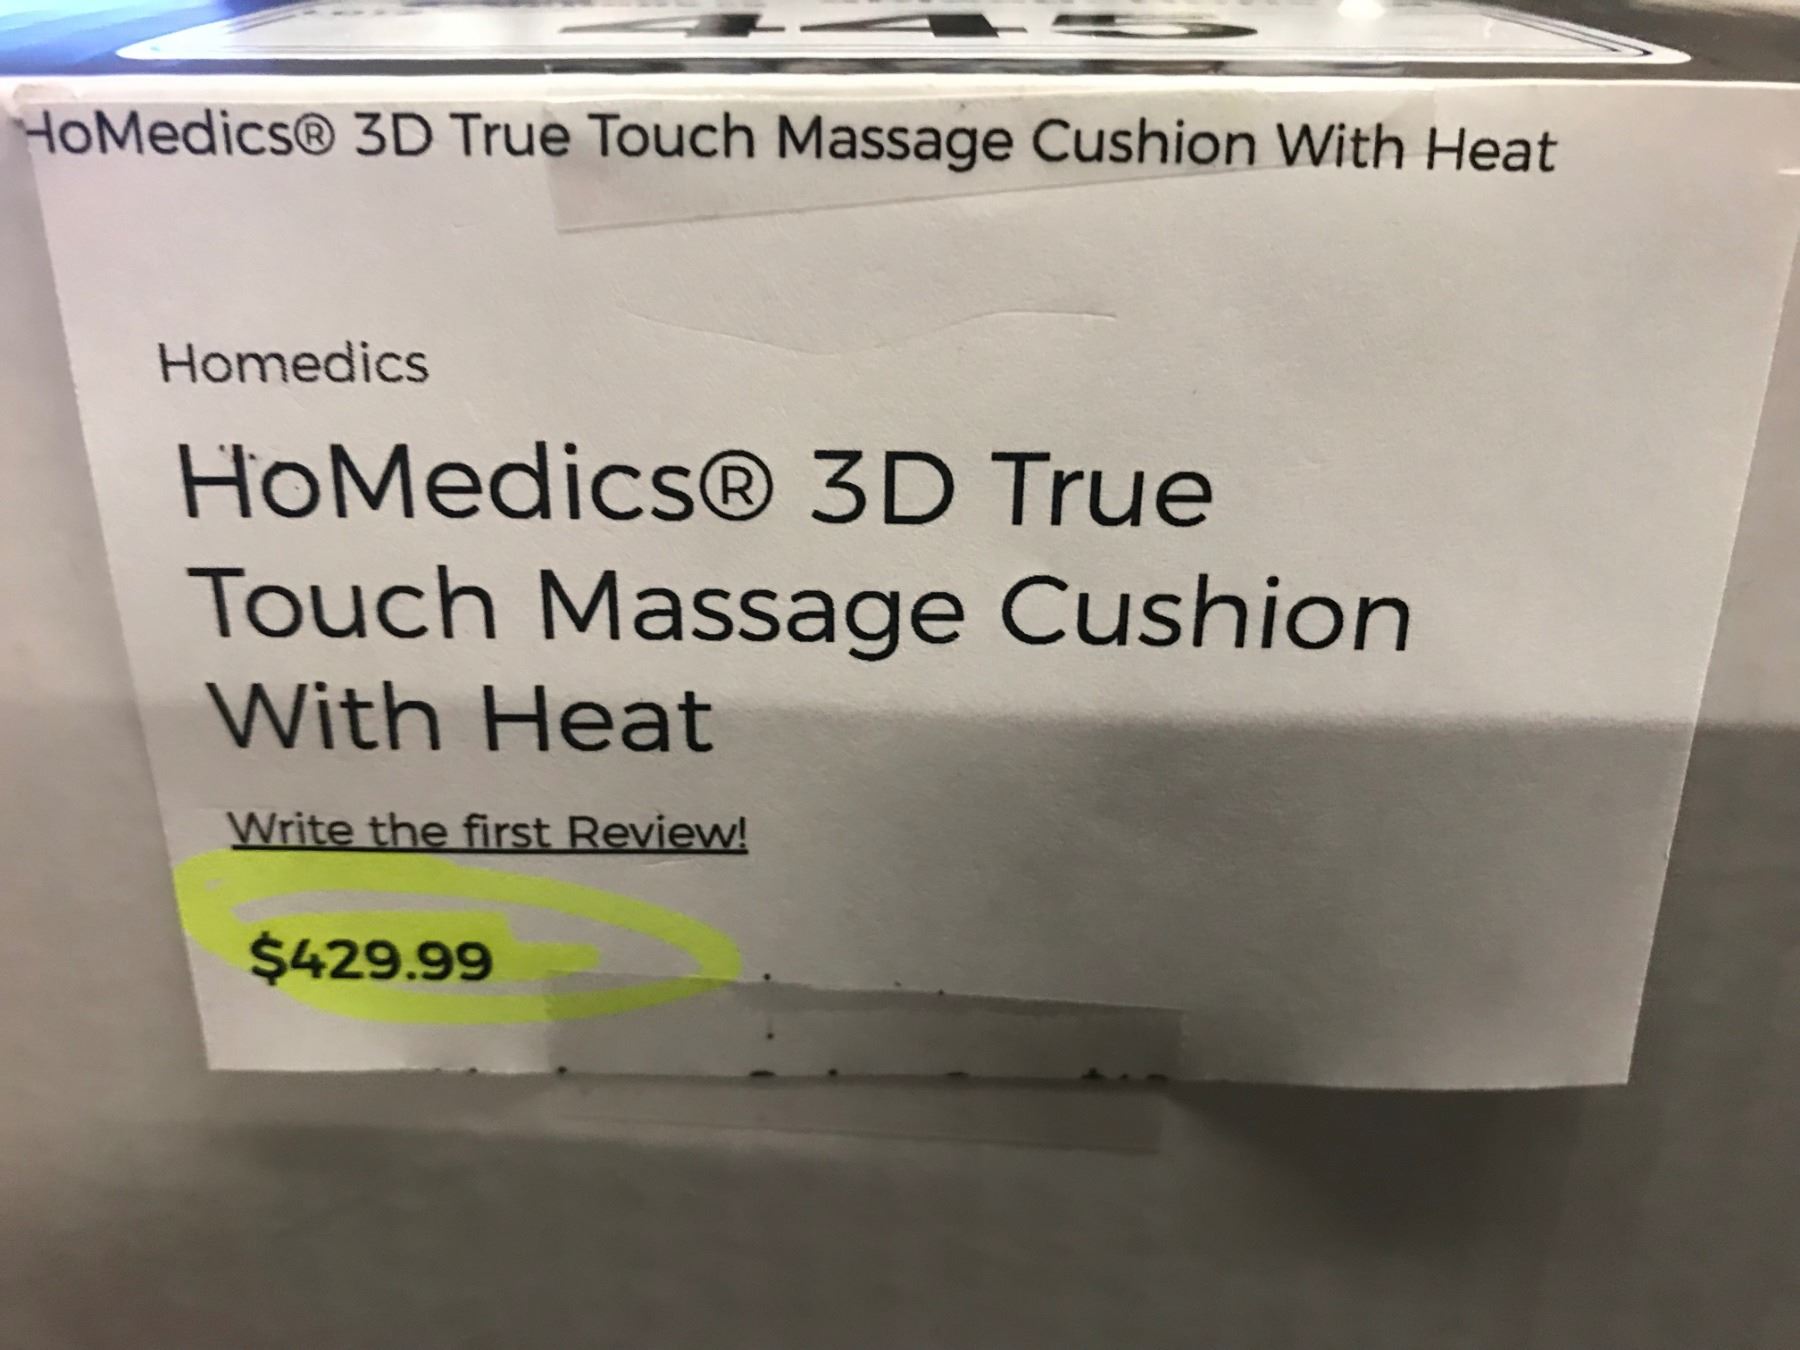 445
HoMedics® 3D True Touch Massage Cushion With Heat
Homedics
HoMedics® 3D True
Touch Massage Cushion
With Heat
Write the first Review!
$429.99